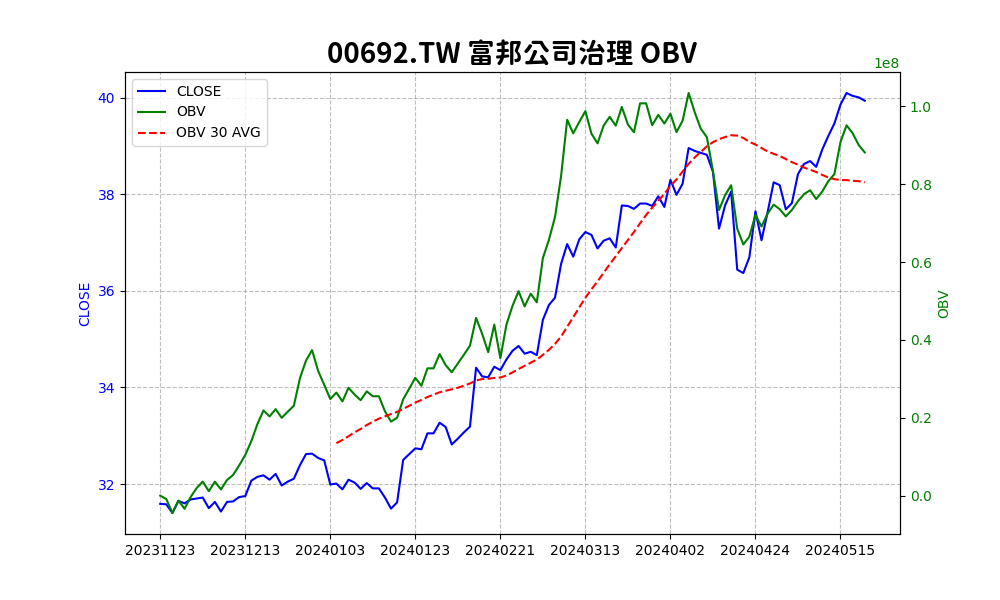 00692.TW 富邦公司治理 OBV
1e8
CLOSE
OBV
OBV 30 AVG
40
38
36
34
32
CLOSE
1.0
0.8
0.6
0.4
0.2
0.0
OBV
20231123 20231213 20240103 20240123 20240221 20240313 20240402 20240424 20240515